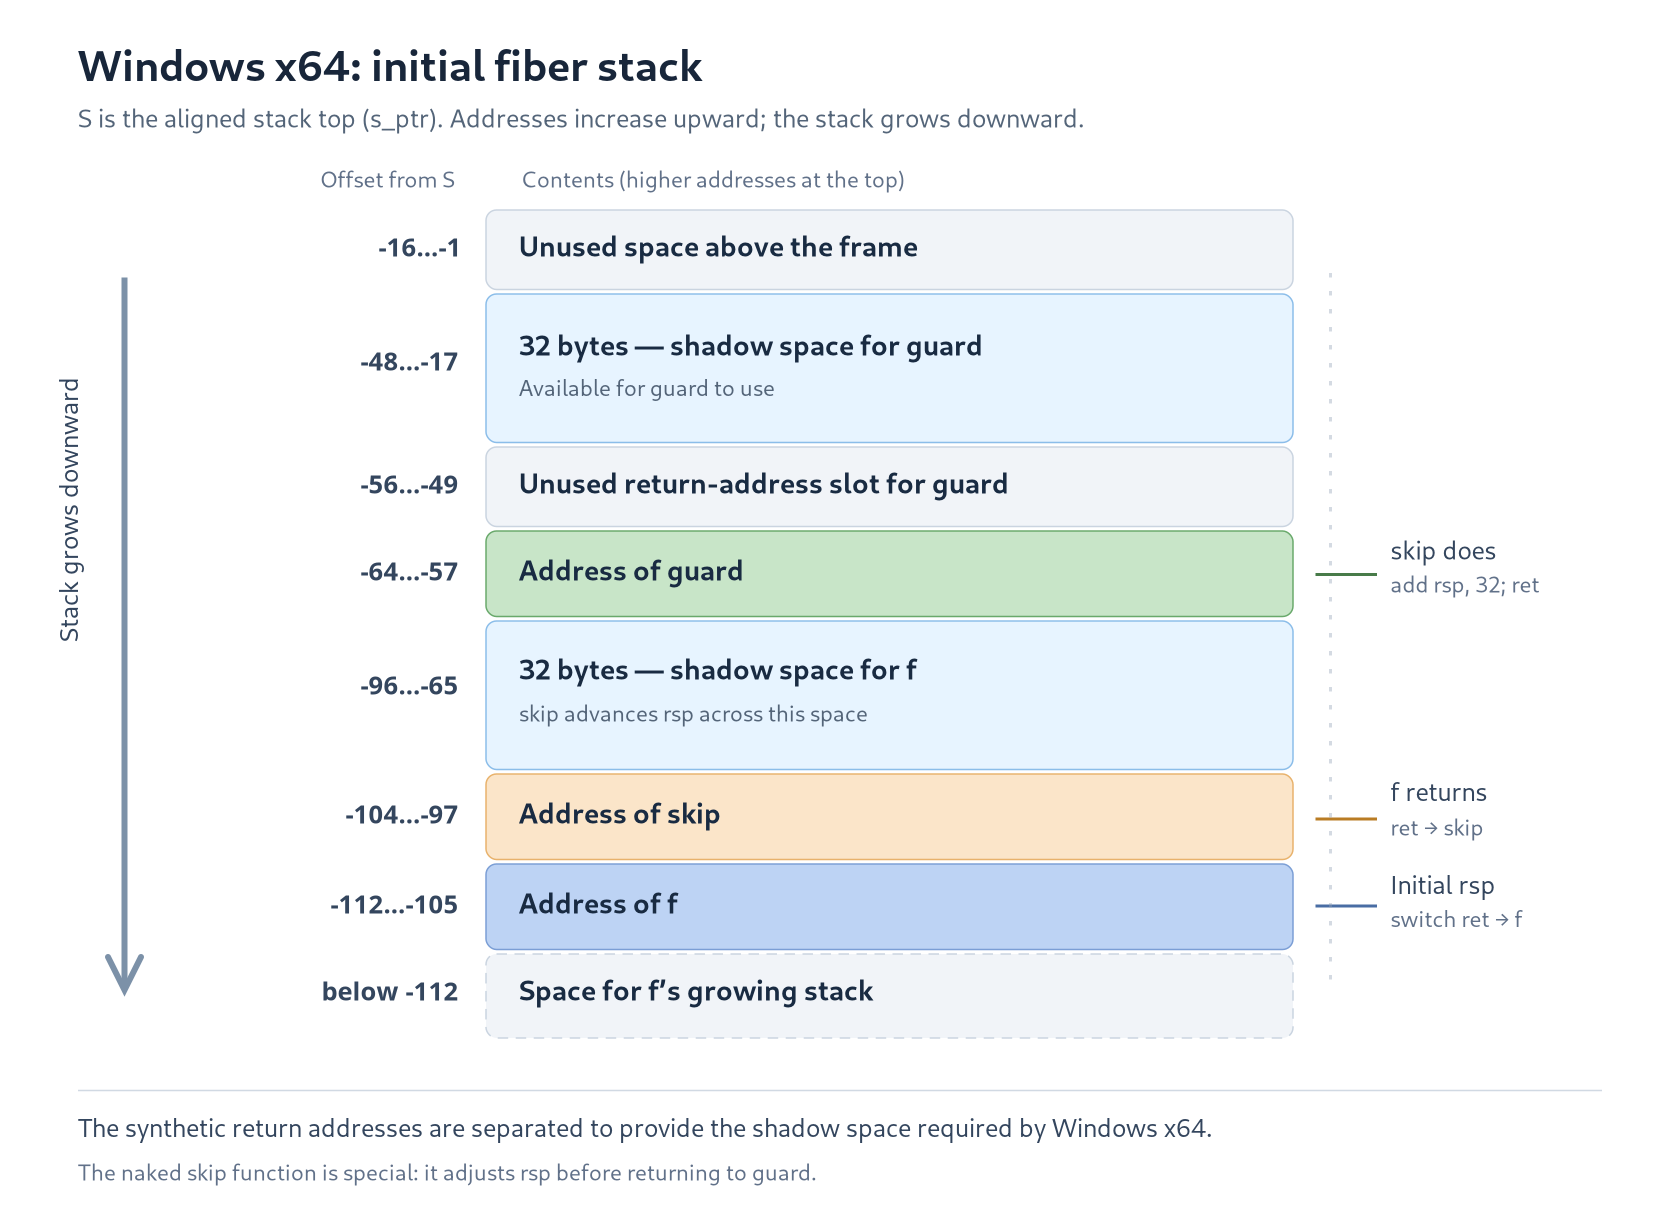 Windows x64: initial fiber stack
S is the aligned stack top (s_ptr). Addresses increase upward; the stack grows downward.
Offset from S
Contents (higher addresses at the top)
-16...-1
Unused space above the frame
-48...-17
32 bytes — shadow space for guard
Available for guard to use
-56...-49
Unused return-address slot for guard
-64...-57
Address of guard
skip does
add rsp, 32; ret
-96...-65
32 bytes — shadow space for f
skip advances rsp across this space
-104...-97
Address of skip
f returns
ret → skip
-112...-105
Address of f
Initial rsp
switch ret → f
below -112
Space for f’s growing stack
Stack grows downward
The synthetic return addresses are separated to provide the shadow space required by Windows x64.
The naked skip function is special: it adjusts rsp before returning to guard.